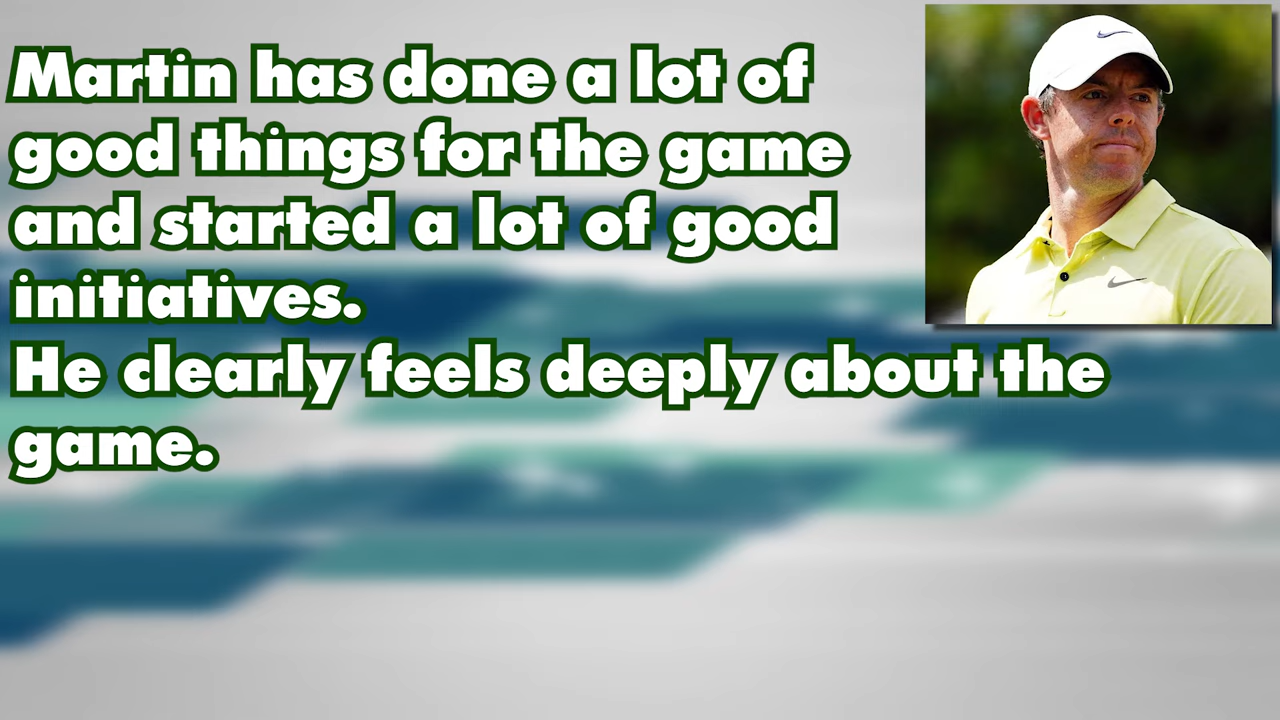 Martin has done a lot of
good things for the game
and started a lot of good
initiatives.
He clearly feels deeply about the
game.